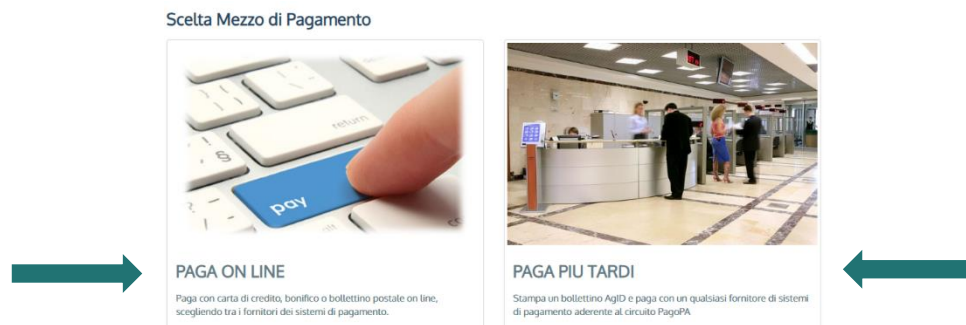 Scelta Mezzo di Pagamento
return
§
pay
PAGA ON LINE
Paga con carta di credito, bonifico o bollettino postale on line,
scegliendo tra i fornitori dei sistemi di pagamento.
PAGA PIU TARDI
Stampa un bollettino AgID e paga con un qualsiasi fornitore di sistemi
di pagamento aderente al circuito PagoPA